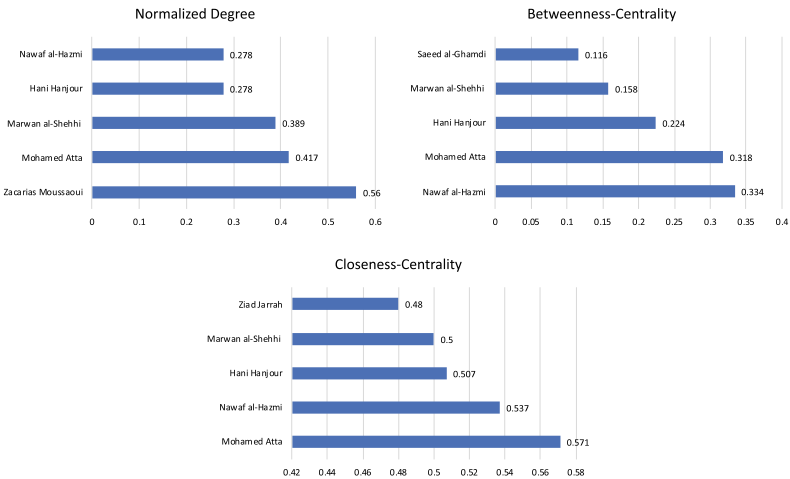 Normalized Degree
Nawaf al-Hazmi 0.278
Hani Hanjour 0.278
Marwan al-Shehhi 0.389
Mohamed Atta 0.417
Zacarias Moussaoui 0.56
0 0.1 0.2 0.3 0.4 0.5 0.6
Betweenness-Centrality
Saeed al-Ghamdi 0.116
Marwan al-Shehhi 0.158
Hani Hanjour 0.224
Mohamed Atta 0.318
Nawaf al-Hazmi 0.334
0 0.05 0.1 0.15 0.2 0.25 0.3 0.35 0.4
Closeness-Centrality
Ziad Jarrah 0.48
Marwan al-Shehhi 0.5
Hani Hanjour 0.507
Nawaf al-Hazmi 0.537
Mohamed Atta 0.571
0.42 0.44 0.46 0.48 0.5 0.52 0.54 0.56 0.58